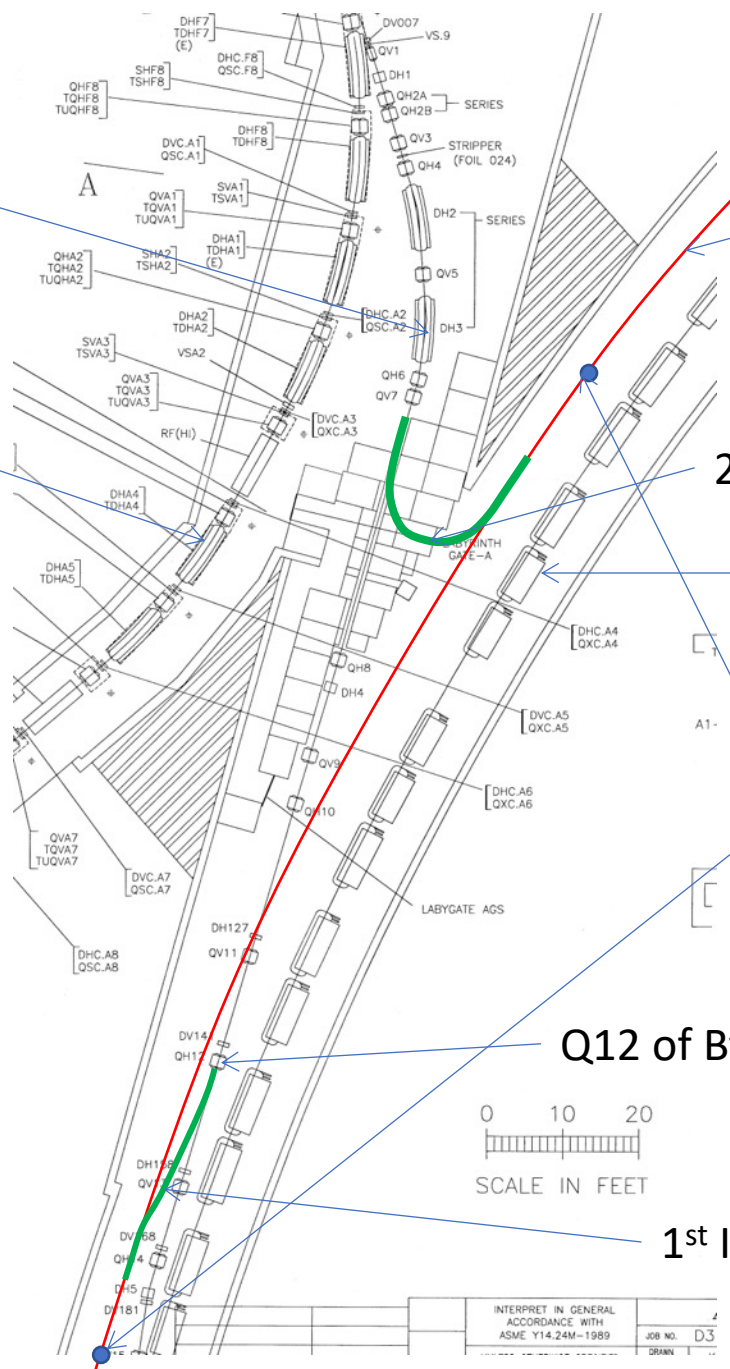 DHF7
TDHF7
(E)
DV007
VS.9
QV1
DHC.F8
QSC.F8
SHF8
TSHF8
DH1
QHF8
TQHF8
TUQHF8
QH2A
QH2B
SERIES
DHF8
TDHF8
QV3
STRIPPER
(FOIL 024)
QH4
DVC.A1
QSC.A1
A
SVA1
TSVA1
QVA1
TQVA1
TUQVA1
DH2
SERIES
DHA1
TDHA1
(E)
SHA2
TSHA2
QHA2
TQHA2
TUQHA2
QV5
DHC.A2
QSC.A2
DH3
DHA2
TDHA2
SVA3
TSVA3
VSA2
QH6
QV7
QVA3
TQVA3
TUQVA3
DVC.A3
QXC.A3
RF(HI)
2
DHA4
TDHA4
LABYRINTH
GATE-A
DHA5
TDHA5
DHC.A4
QXC.A4
QH8
DH4
DVC.A5
QXC.A5
A1-
QV9
DHC.A6
QXC.A6
QH10
QVA7
TQVA7
TUQVA7
DVC.A7
QSC.A7
LABYGATE AGS
DH127
QV11
DHC.A8
QSC.A8
QH12
Q12 of
0 10 20
SCALE IN FEET
1st
DH5
DV181
INTERPRET IN GENERAL
ACCORDANCE WITH
ASME Y14.24M-1989
JOB NO. D3
DRAWN